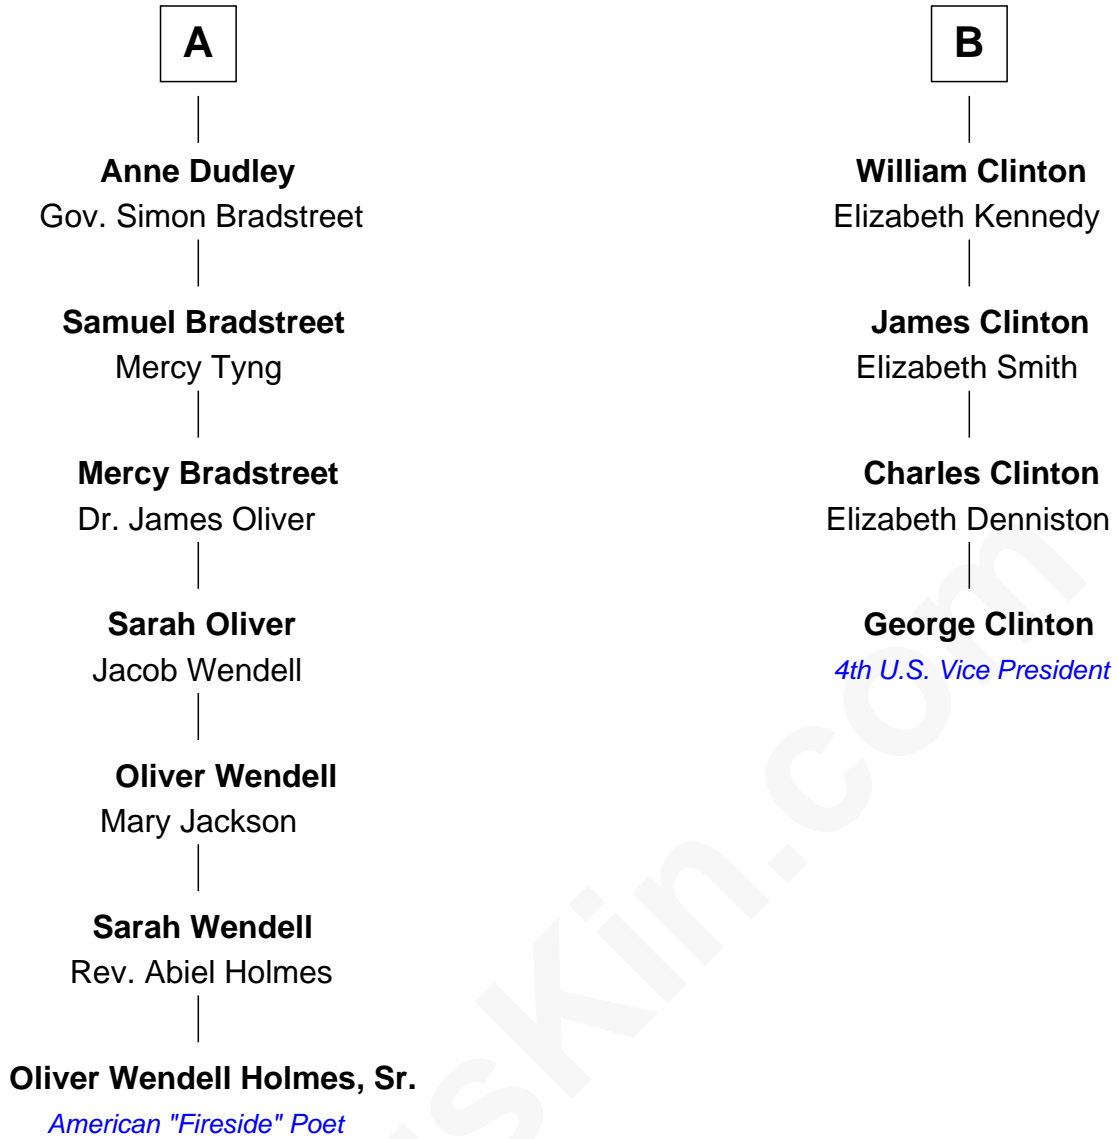 A
Anne Dudley
Gov. Simon Bradstreet
Samuel Bradstreet
Mercy Tyng
Mercy Bradstreet
Dr. James Oliver
Sarah Oliver
Jacob Wendell
Oliver Wendell
Mary Jackson
Sarah Wendell
Rev. Abiel Holmes
Oliver Wendell Holmes, Sr.
American "Fireside" Poet
B
William Clinton
Elizabeth Kennedy
James Clinton
Elizabeth Smith
Charles Clinton
Elizabeth Denniston
George Clinton
4th U.S. Vice President